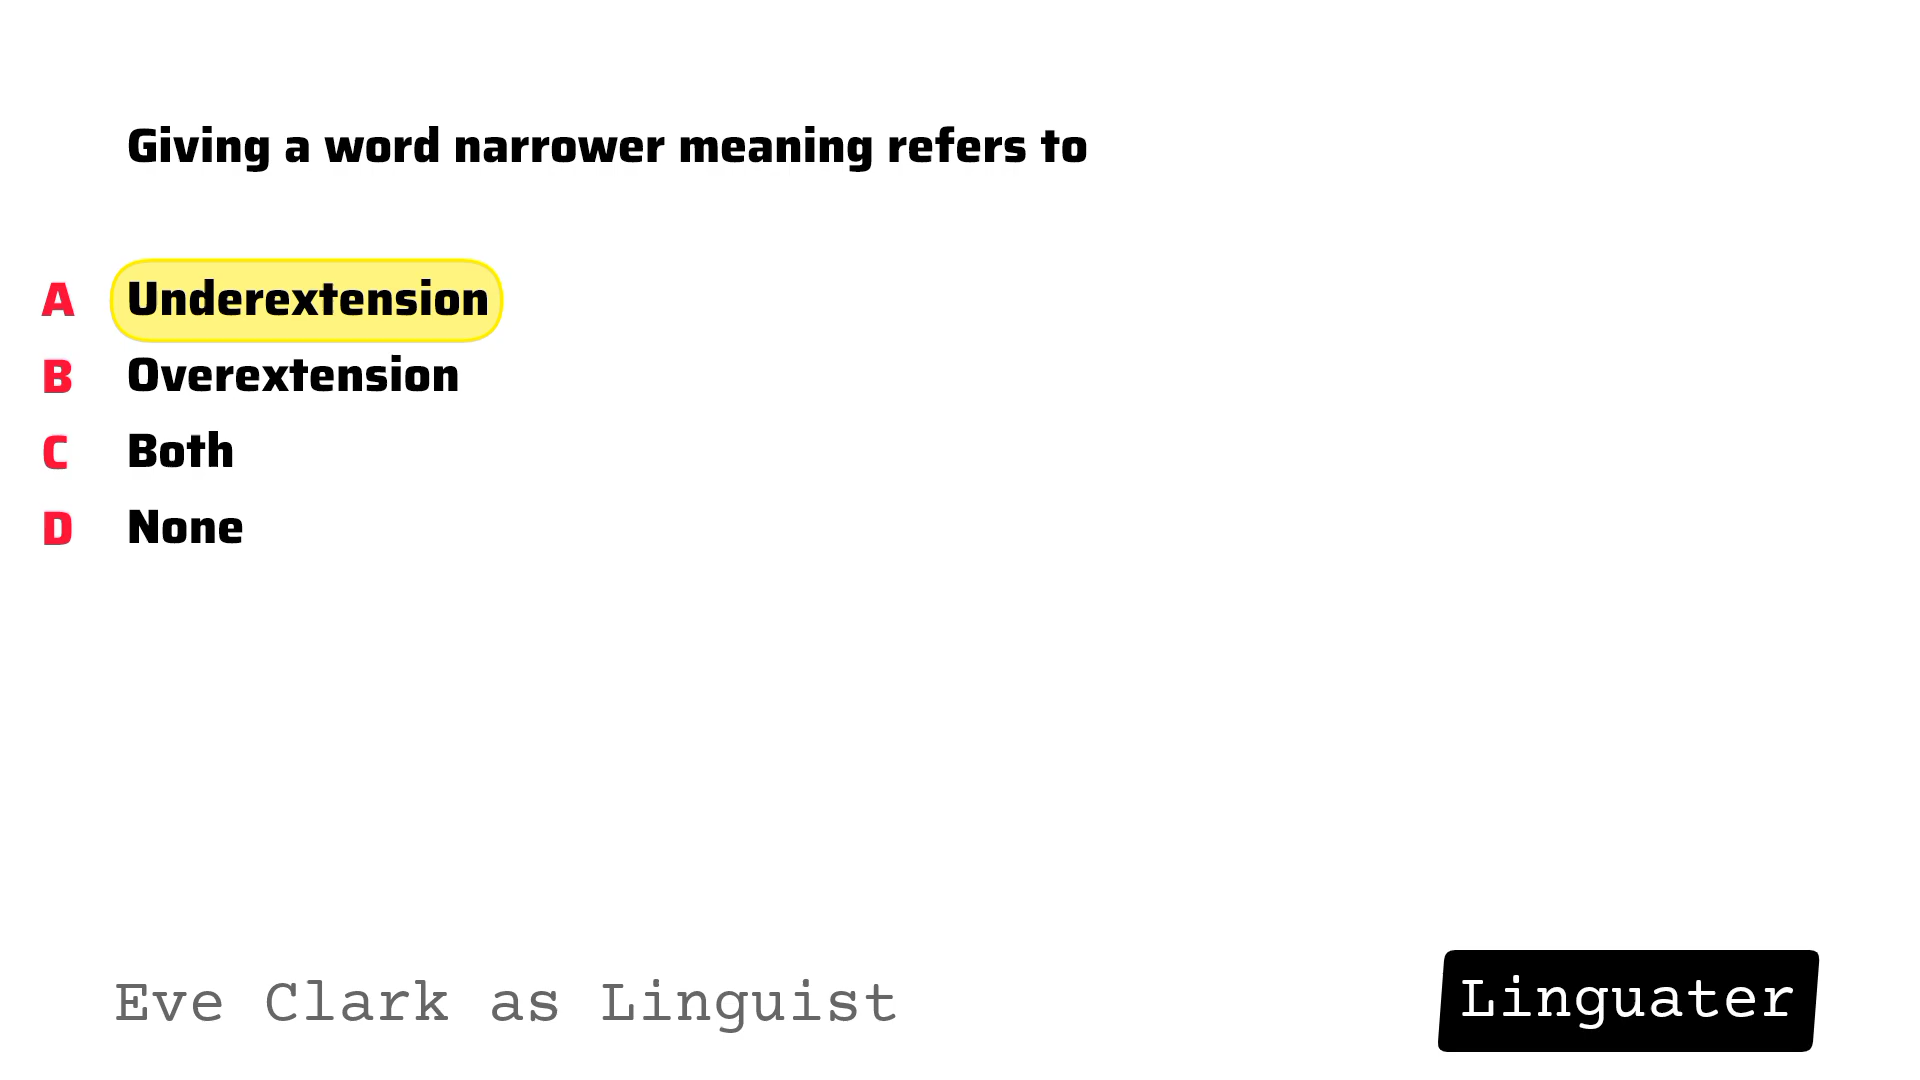 Giving a word narrower meaning refers to
A Underextension
B Overextension
C Both
D None
Eve Clark as Linguist
Linguater